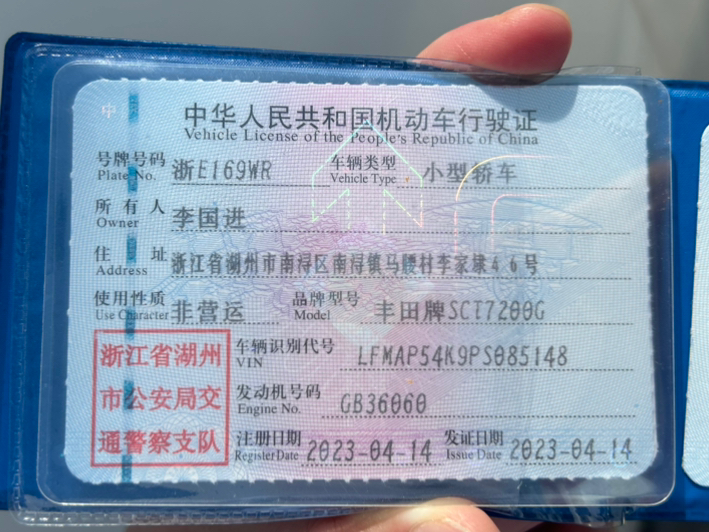 中
中华人民共和国机动车行驶证
Vehicle License of the People's Republic of China
号牌号码 浙E169WR 车辆类型 小型轿车
Plate No. Vehicle Type
所有人 李国进
Owner
住址 浙江省湖州市南浔区南浔镇马腰村李家埭46号
Address
使用性质 非营运 品牌型号 丰田牌SCT7200G
Use Character Model
浙江省湖州市公安局交通警察支队
车辆识别代号 LFMAP54K9PS085148
VIN
发动机号码 GB36060
Engine No.
注册日期 2023-04-14 发证日期 2023-04-14
Register Date Issue Date